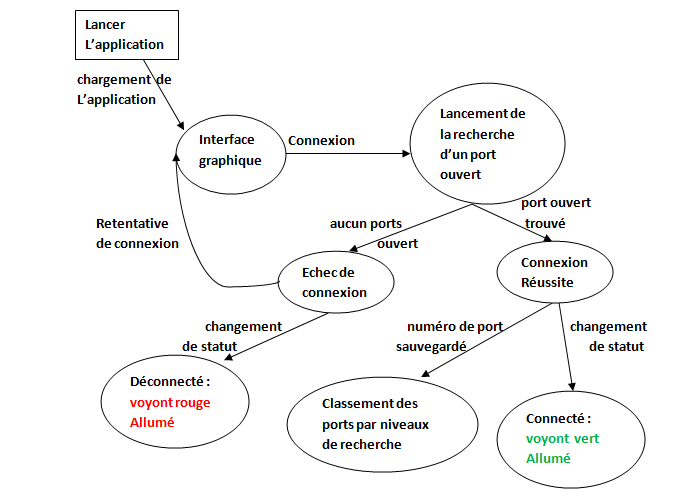 Lancer
L'application
chargement de
L'application
Interface
graphique
Connexion
Lancement de
la recherche
d'un port
ouvert
Retentative
de connexion
aucun ports
ouvert
port ouvert
trouvé
Echec de
connexion
Connexion
Réussite
changement
de statut
numéro de port
sauvegardé
changement
de statut
Déconnecté :
voyont rouge
Allumé
Classement des
ports par niveaux
de recherche
Connecté :
voyont vert
Allumé